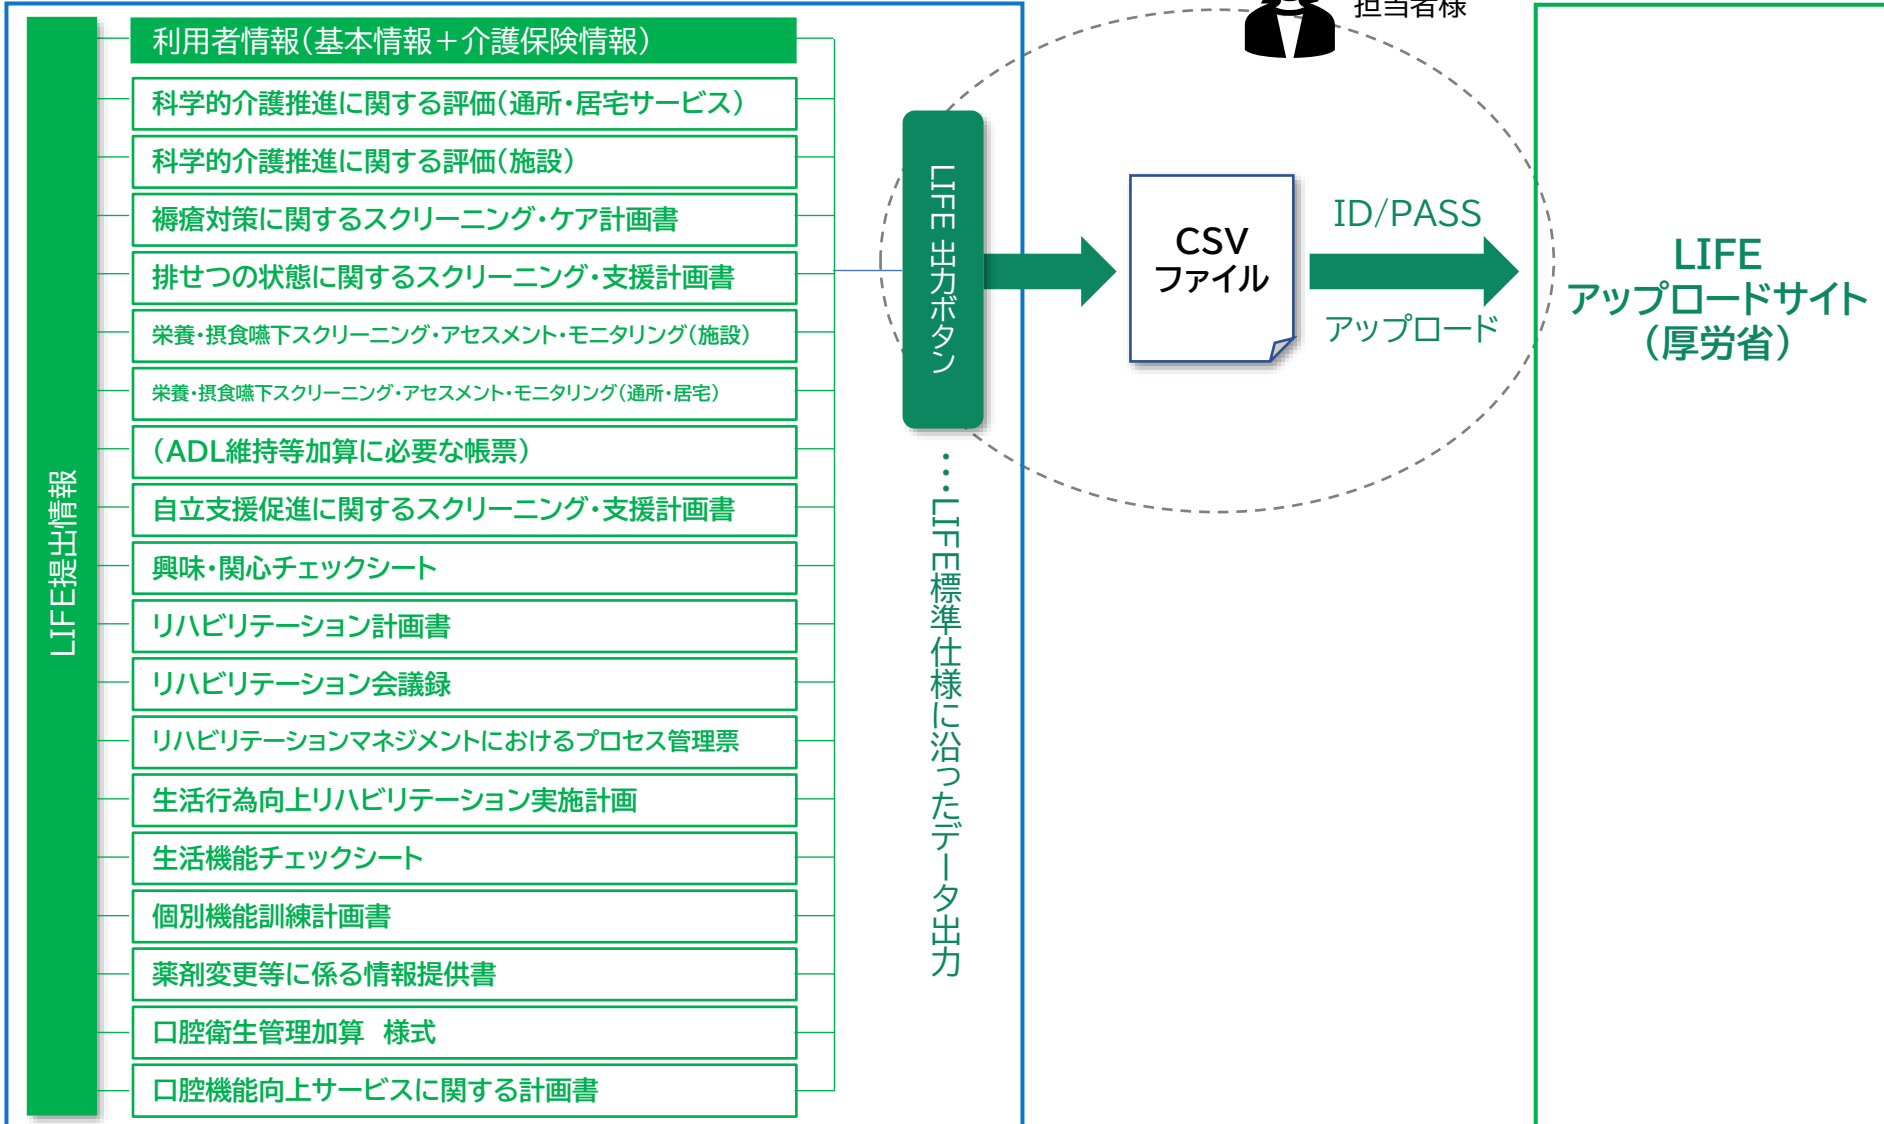 担当者様
LIFE提出情報
利用者情報(基本情報＋介護保険情報)
科学的介護推進に関する評価(通所・居宅サービス)
科学的介護推進に関する評価(施設)
褥瘡対策に関するスクリーニング・ケア計画書
排せつの状態に関するスクリーニング・支援計画書
栄養・摂食嚥下スクリーニング・アセスメント・モニタリング(施設)
栄養・摂食嚥下スクリーニング・アセスメント・モニタリング(通所・居宅)
(ADL維持等加算に必要な帳票)
自立支援促進に関するスクリーニング・支援計画書
興味・関心チェックシート
リハビリテーション計画書
リハビリテーション会議録
リハビリテーションマネジメントにおけるプロセス管理票
生活行為向上リハビリテーション実施計画
生活機能チェックシート
個別機能訓練計画書
薬剤変更等に係る情報提供書
口腔衛生管理加算　様式
口腔機能向上サービスに関する計画書
LIFE 出力ボタン
…LIFE標準仕様に沿ったデータ出力
CSV
ファイル
ID/PASS
アップロード
LIFE
アップロードサイト
(厚労省)